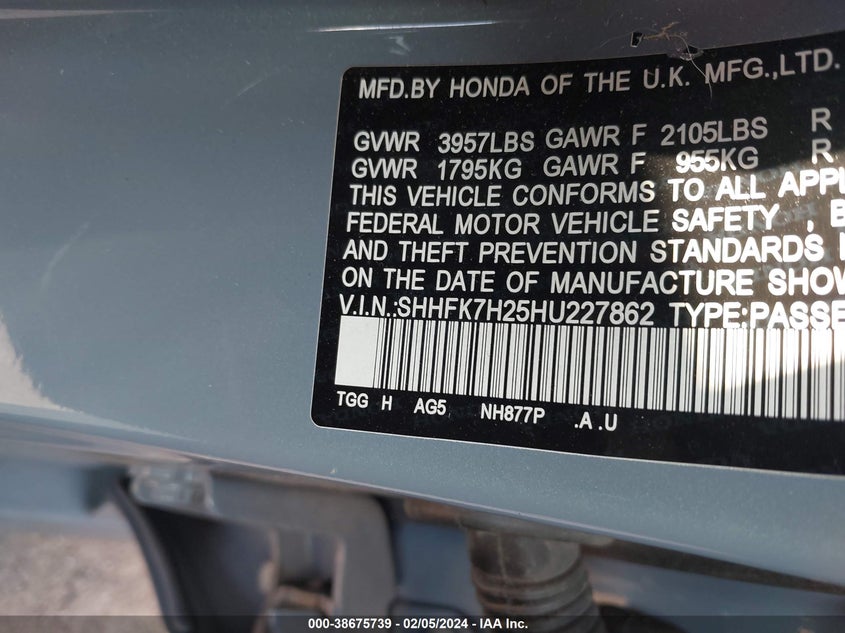 MFD.BY HONDA OF THE U.K. MFG.,LTD.
GVWR 3957LBS GAWR F 2105LBS R
GVWR 1795KG GAWR F 955KG R
THIS VEHICLE CONFORMS TO ALL APPL
FEDERAL MOTOR VEHICLE SAFETY , B
AND THEFT PREVENTION STANDARDS I
ON THE DATE OF MANUFACTURE SHOW
V.I.N.:SHHFK7H25HU227862 TYPE:PASSE
TGG H AG5 NH877P .A .U
000-38675739 - 02/05/2024 - IAA Inc.